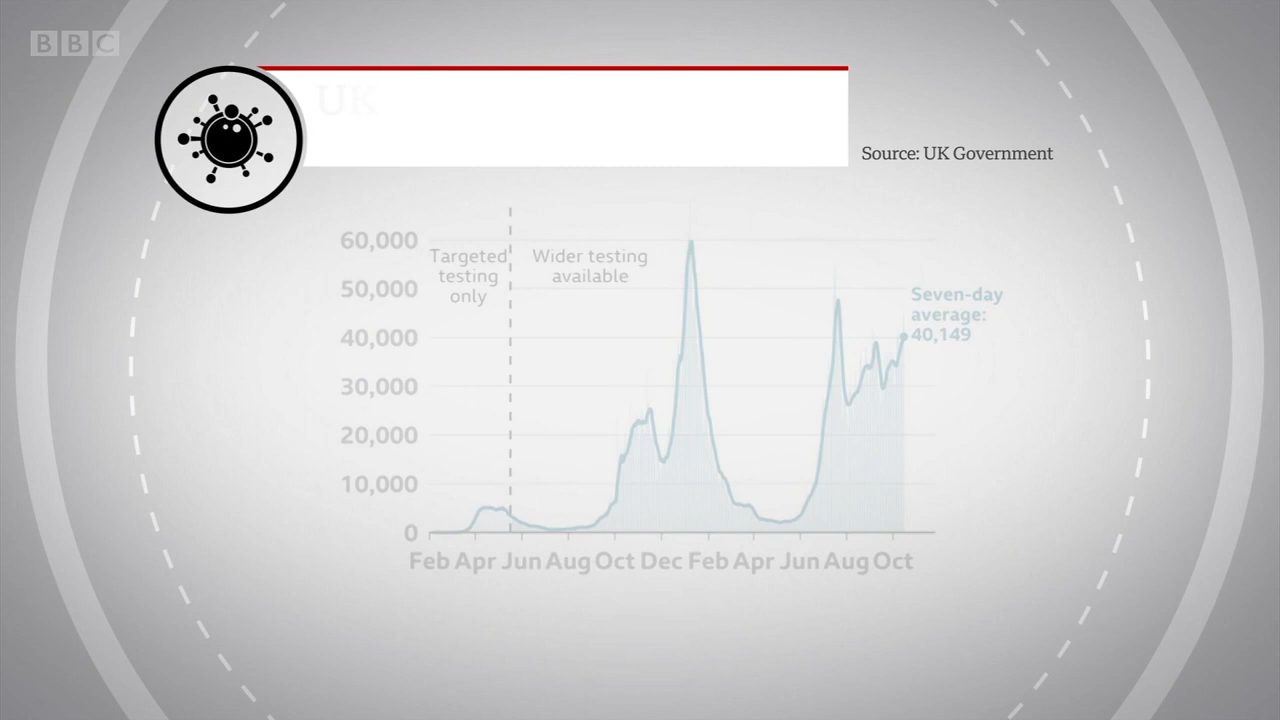 BBC
UK
Source: UK Government
60,000
50,000
40,000
30,000
20,000
10,000
0
Targeted
testing
only
Wider testing
available
Seven-day
average:
40,149
Feb Apr Jun Aug Oct Dec Feb Apr Jun Aug Oct